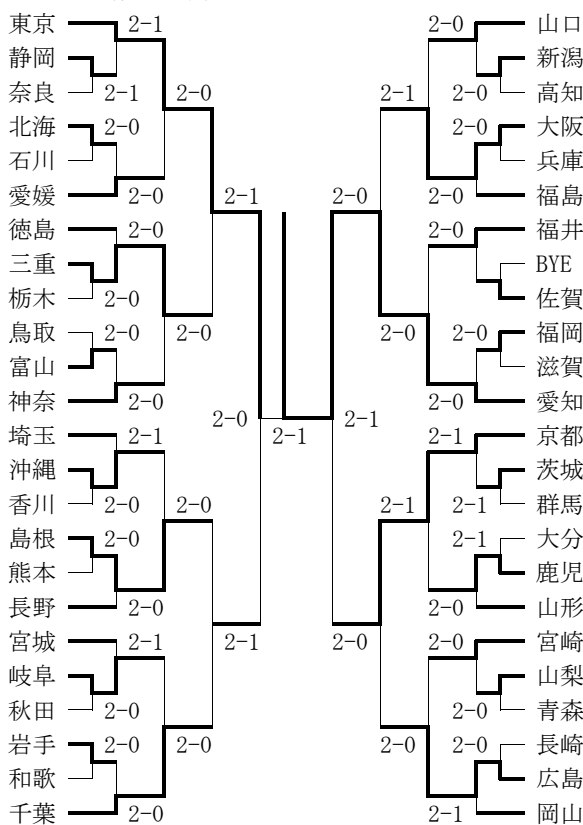 東京 2-1 2-0 山口
静岡 新潟
奈良 2-1 2-0 2-1 2-0 高知
北海 2-0 大阪
石川 兵庫
愛媛 2-0 2-1 2-0 2-0 福島
徳島 2-0 2-0 福井
三重 BYE
栃木 2-0 佐賀
鳥取 2-0 2-0 2-0 2-0 福岡
富山 滋賀
神奈 2-0 2-0 2-1 2-1 2-0 愛知
埼玉 2-1 2-1 京都
沖縄 茨城
香川 2-0 2-0 2-1 2-1 群馬
島根 2-0 2-1 大分
熊本 鹿児
長野 2-0 2-0 山形
宮城 2-1 2-1 2-0 2-0 宮崎
岐阜 山梨
秋田 2-0 2-0 青森
岩手 2-0 2-0 2-0 長崎
和歌 広島
千葉 2-0 2-1 岡山